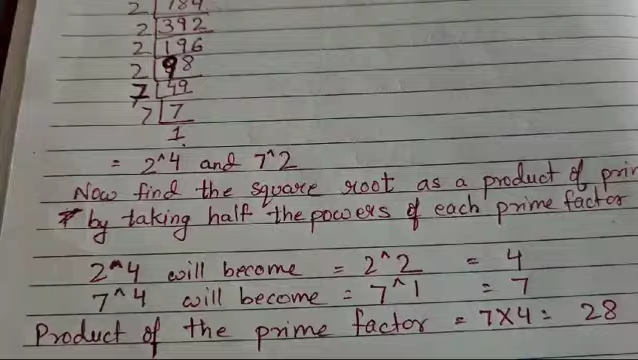 2 | 784
2 | 392
2 | 196
2 | 98
7 | 49
7 | 7
1
= 2^4 and 7^2
Now find the square root as a product of
by taking half the powers of each prime factor
2^4 will become = 2^2 = 4
7^4 will become = 7^1 = 7
Product of the prime factor = 7X4 = 28